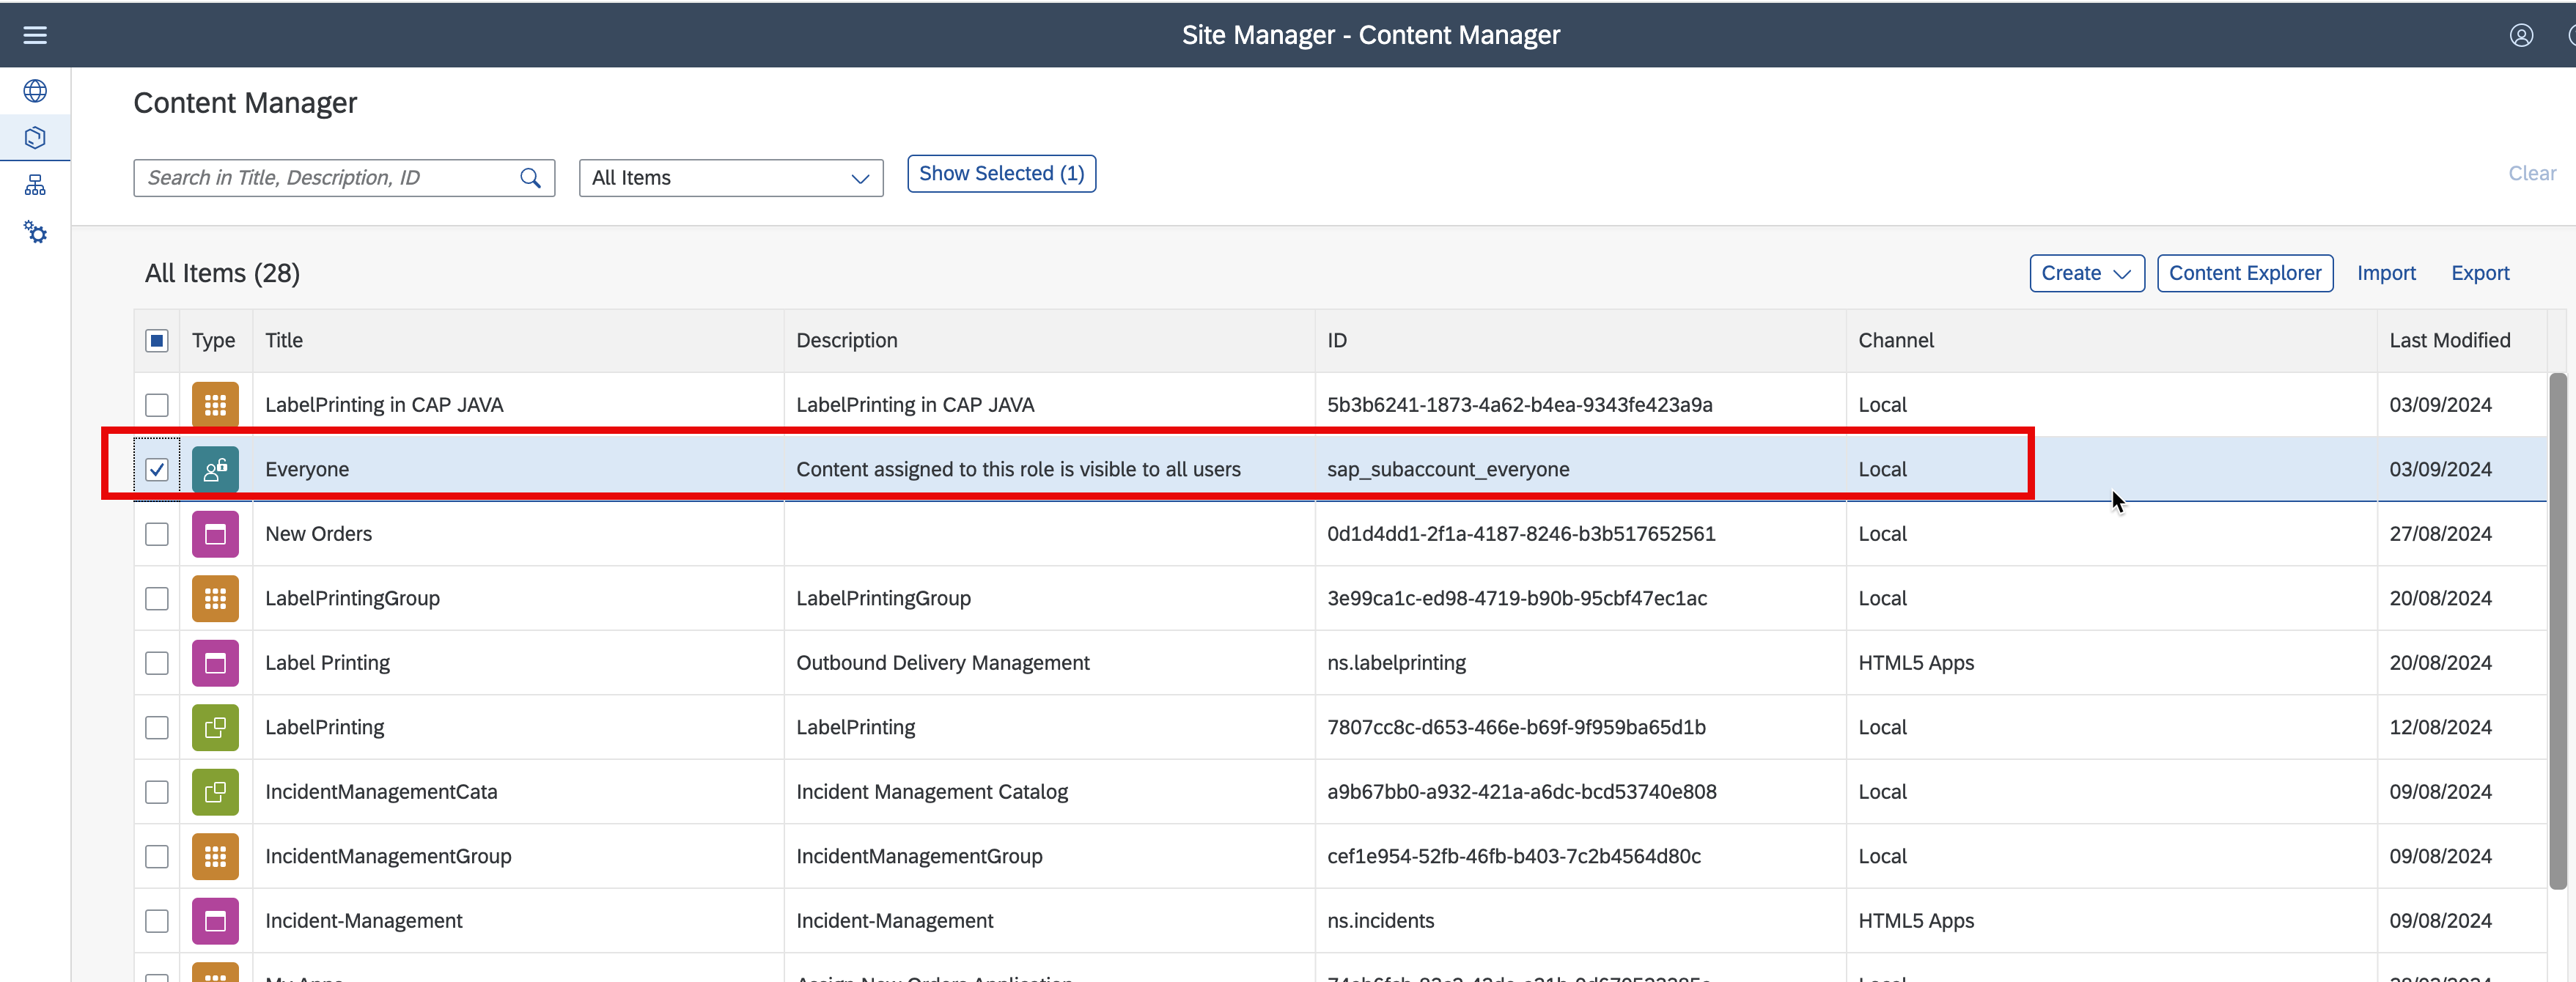 Site Manager - Content Manager
Content Manager
Search in Title, Description, ID All Items Show Selected (1) Clear
All Items (28) Create Content Explorer Import Export
Type Title Description ID Channel Last Modified
LabelPrinting in CAP JAVA LabelPrinting in CAP JAVA 5b3b6241-1873-4a62-b4ea-9343fe423a9a Local 03/09/2024
Everyone Content assigned to this role is visible to all users sap_subaccount_everyone Local 03/09/2024
New Orders 0d1d4dd1-2f1a-4187-8246-b3b517652561 Local 27/08/2024
LabelPrintingGroup LabelPrintingGroup 3e99ca1c-ed98-4719-b90b-95cbf47ec1ac Local 20/08/2024
Label Printing Outbound Delivery Management ns.labelprinting HTML5 Apps 20/08/2024
LabelPrinting LabelPrinting 7807cc8c-d653-466e-b69f-9f959ba65d1b Local 12/08/2024
IncidentManagementCata Incident Management Catalog a9b67bb0-a932-421a-a6dc-bcd53740e808 Local 09/08/2024
IncidentManagementGroup IncidentManagementGroup cef1e954-52fb-46fb-b403-7c2b4564d80c Local 09/08/2024
Incident-Management Incident-Management ns.incidents HTML5 Apps 09/08/2024
My Apps Assign New Orders Application Local